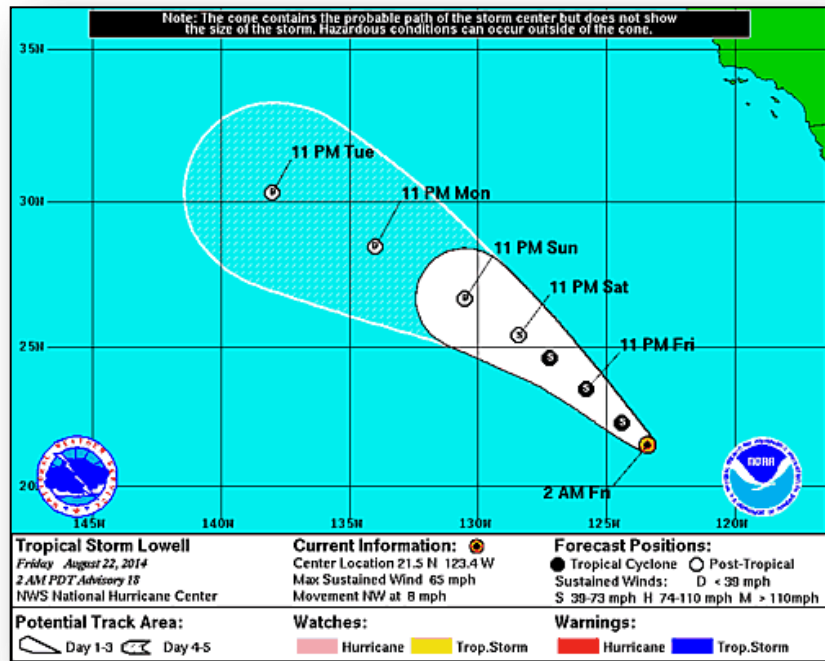 Note: The cone contains the probable path of the storm center but does not show
the size of the storm. Hazardous conditions can occur outside of the cone.
35N
11 PM Tue
30N
11 PM Mon
D
D
11 PM Sun
D
11 PM Sat
S
25N
11 PM Fri
S
S
S
NOAA
2 AM Fri
20N
145W 140W 135W 130W 125W 120W
Tropical Storm Lowell
Friday August 22, 2014
2 AM PDT Advisory 18
NWS National Hurricane Center
Current Information:
Center Location 21.5 N 123.4 W
Max Sustained Wind 65 mph
Movement NW at 8 mph
Forecast Positions:
Tropical Cyclone Post-Tropical
Sustained Winds: D < 39 mph
S 39-73 mph H 74-110 mph M > 110mph
Potential Track Area:
Day 1-3 Day 4-5
Watches:
Hurricane Trop.Storm
Warnings:
Hurricane Trop.Storm